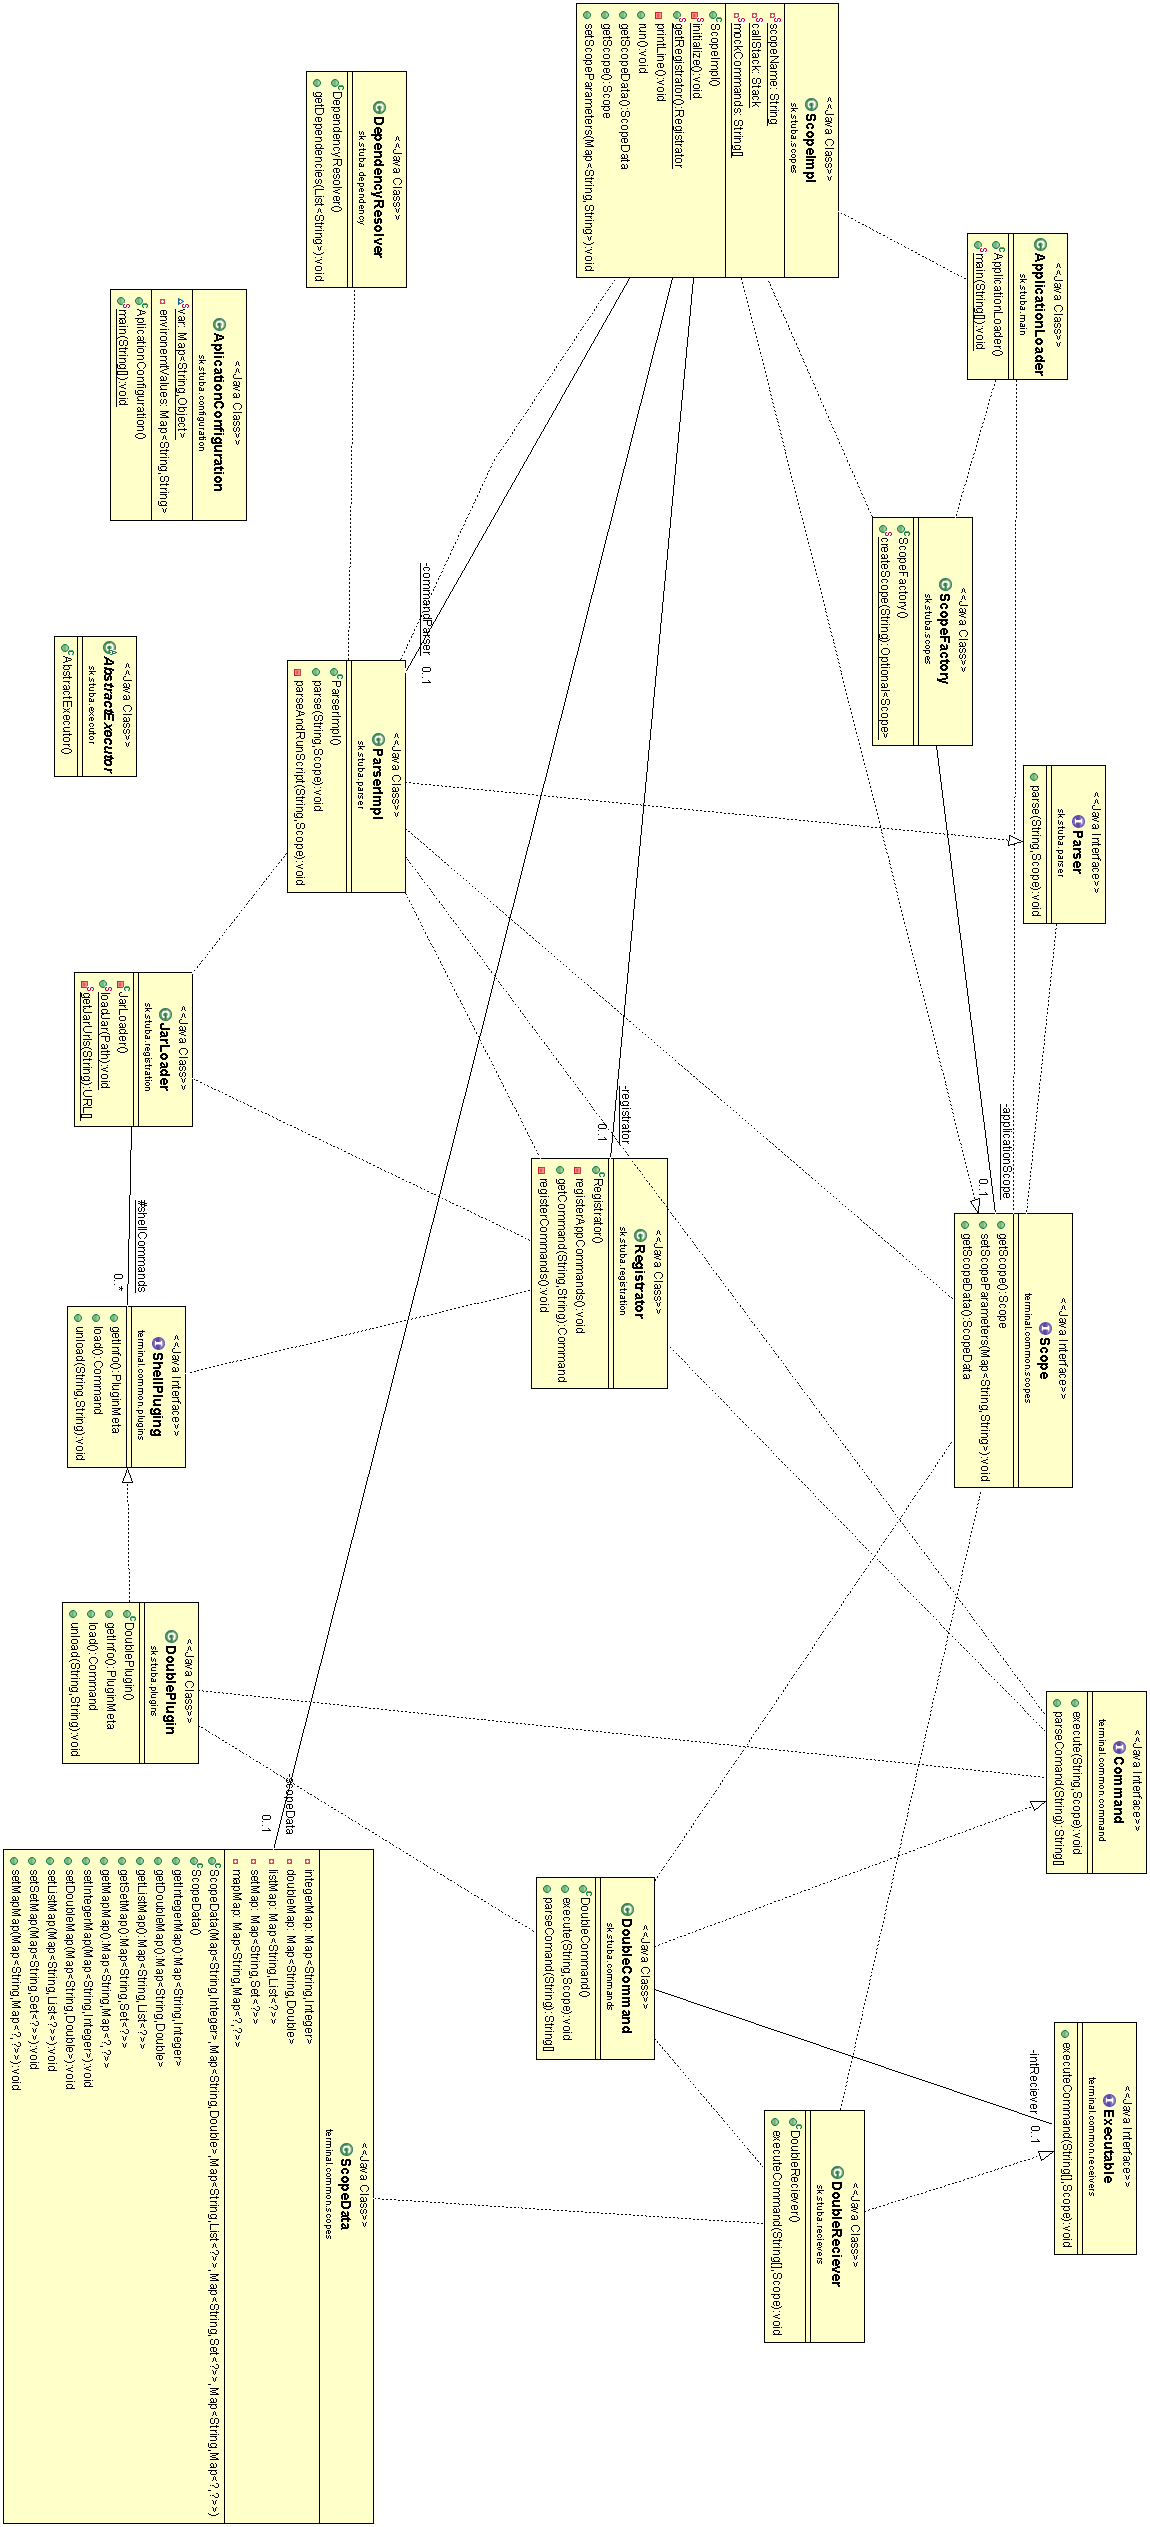 <<Java Class>>
ScopeImpl
sk.stuba.scopes
scopeName: String
callStack: Stack
mockCommands: String[]
ScopeImpl()
initialize():void
getRegistrator():Registrator
printLine():void
run():void
getScopeData():ScopeData
getScope():Scope
setScopeParameters(Map<String,String>):void
<<Java Class>>
DependencyResolver
sk.stuba.dependency
DependencyResolver()
getDependencies(List<String>):void
<<Java Class>>
ApplicationLoader
sk.stuba.main
ApplicationLoader()
main(String[]):void
<<Java Class>>
AplicationConfiguration
sk.stuba.configuration
var: Map<String,Object>
environemtValues: Map<String,String>
AplicationConfiguration()
main(String[]):void
<<Java Class>>
ScopeFactory
sk.stuba.scopes
ScopeFactory()
createScope(String):Optional<Scope>
-commandParser
0..1
<<Java Class>>
AbstractExecutor
sk.stuba.executor
AbstractExecutor()
<<Java Class>>
ParserImpl
sk.stuba.parser
ParserImpl()
parse(String,Scope):void
parseAndRunScript(String,Scope):void
<<Java Interface>>
Parser
sk.stuba.parser
parse(String,Scope):void
<<Java Class>>
JarLoader
sk.stuba.registration
JarLoader()
loadJar(Path):void
getJarUrls(String):URL[]
-registrator
0..1
-applicationScope
0..1
<<Java Class>>
Registrator
sk.stuba.registration
Registrator()
registerAppCommands():void
getCommand(String,String):Command
registerCommands():void
#shellCommands
0..*
<<Java Interface>>
Scope
terminal.common.scopes
getScope():Scope
setScopeParameters(Map<String,String>):void
getScopeData():ScopeData
<<Java Interface>>
ShellPluging
terminal.common.plugins
getInfo():PluginMeta
load():Command
unload(String,String):void
<<Java Class>>
DoublePlugin
sk.stuba.plugins
DoublePlugin()
getInfo():PluginMeta
load():Command
unload(String,String):void
<<Java Interface>>
Command
terminal.common.command
execute(String,Scope):void
parseComand(String):String[]
scopeData
0..1
<<Java Class>>
ScopeData
terminal.common.scopes
integerMap: Map<String,Integer>
doubleMap: Map<String,Double>
listMap: Map<String,List<?>>
setMap: Map<String,Set<?>>
mapMap: Map<String,Map<?,?>>
ScopeData(Map<String,Integer>,Map<String,Double>,Map<String,List<?>>,Map<String,Set<?>>,Map<String,Map<?,?>>)
ScopeData()
getIntegerMap():Map<String,Integer>
getDoubleMap():Map<String,Double>
getListMap():Map<String,List<?>>
getSetMap():Map<String,Set<?>>
getMapMap():Map<String,Map<?,?>>
setIntegerMap(Map<String,Integer>):void
setDoubleMap(Map<String,Double>):void
setListMap(Map<String,List<?>>):void
setSetMap(Map<String,Set<?>>):void
setMapMap(Map<String,Map<?,?>>):void
<<Java Class>>
DoubleCommand
sk.stuba.commands
DoubleCommand()
execute(String,Scope):void
parseComand(String):String[]
-intReciever
0..1
<<Java Interface>>
Executable
terminal.common.receivers
executeCommand(String[],Scope):void
<<Java Class>>
DoubleReciever
sk.stuba.recievers
DoubleReciever()
executeCommand(String[],Scope):void